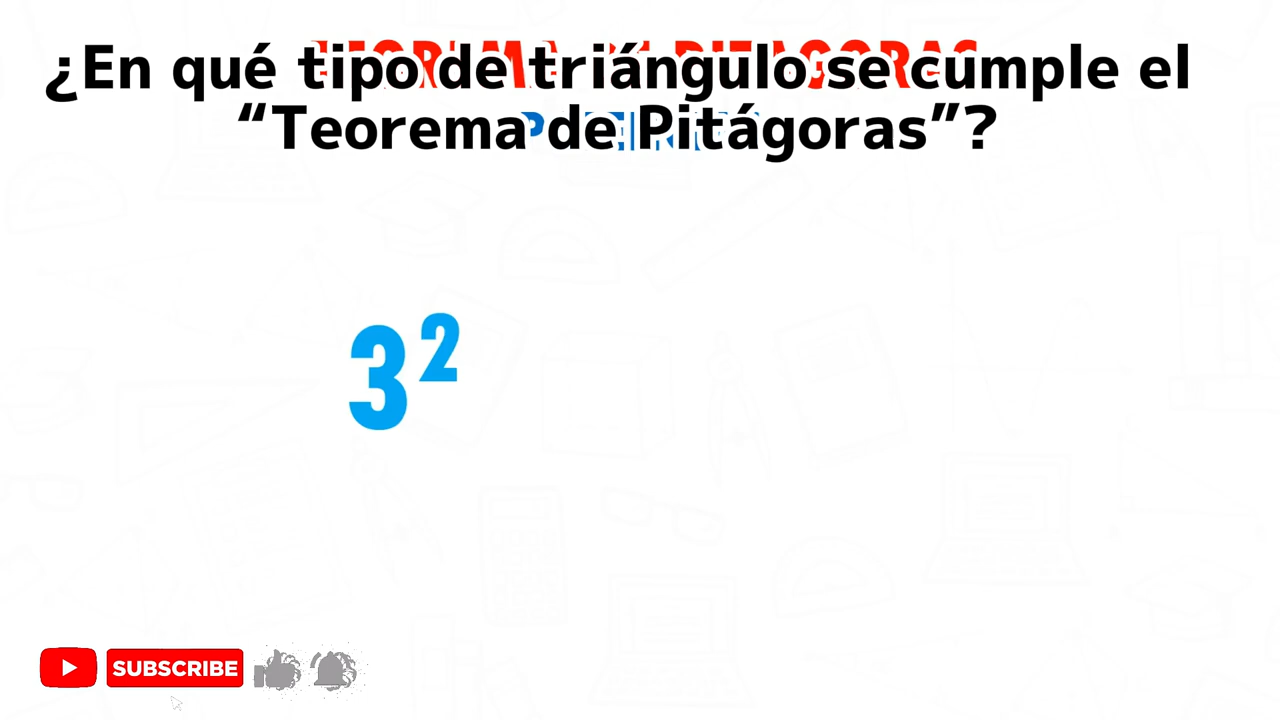 ¿En qué tipo de triángulo se cumple el
“Teorema de Pitágoras”?
3²
SUBSCRIBE